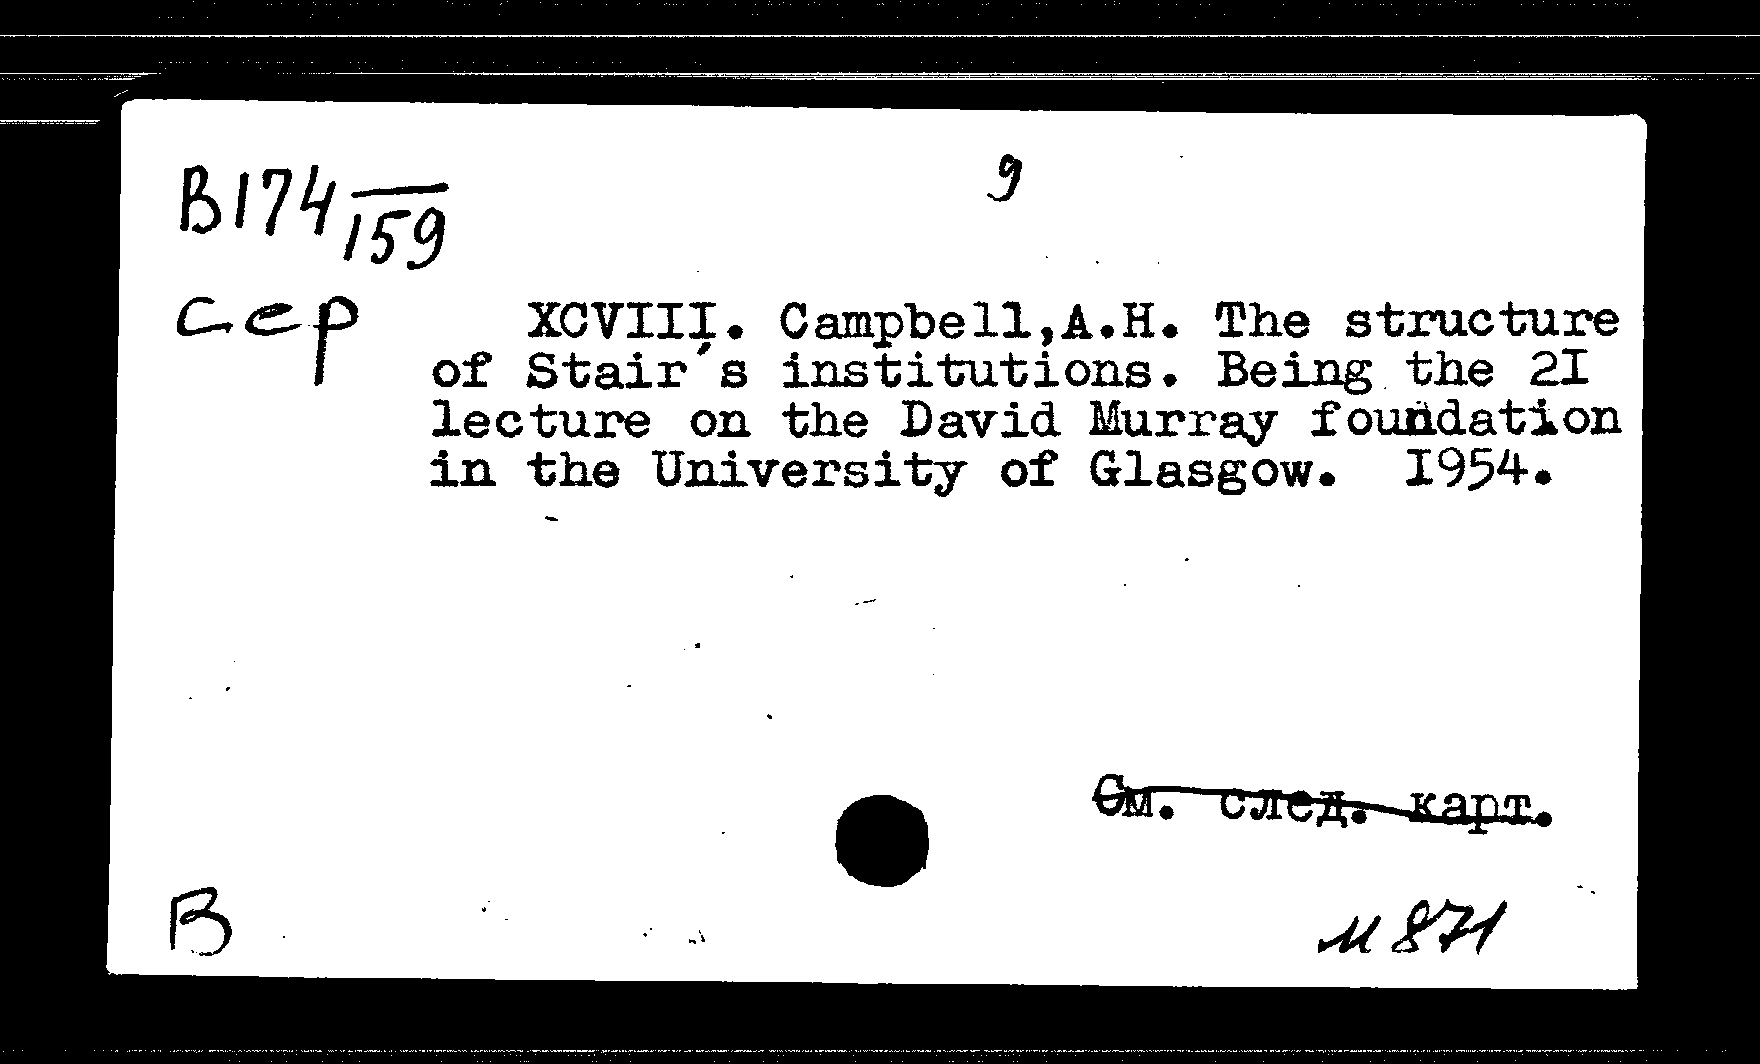 9
B174/159
Сер
XCVIII. Campbell,A.H. The structure
of Stair's institutions. Being the 2I
lecture on the David Murray foundation
in the University of Glasgow. I954.
См. след. карт.
В
М 871